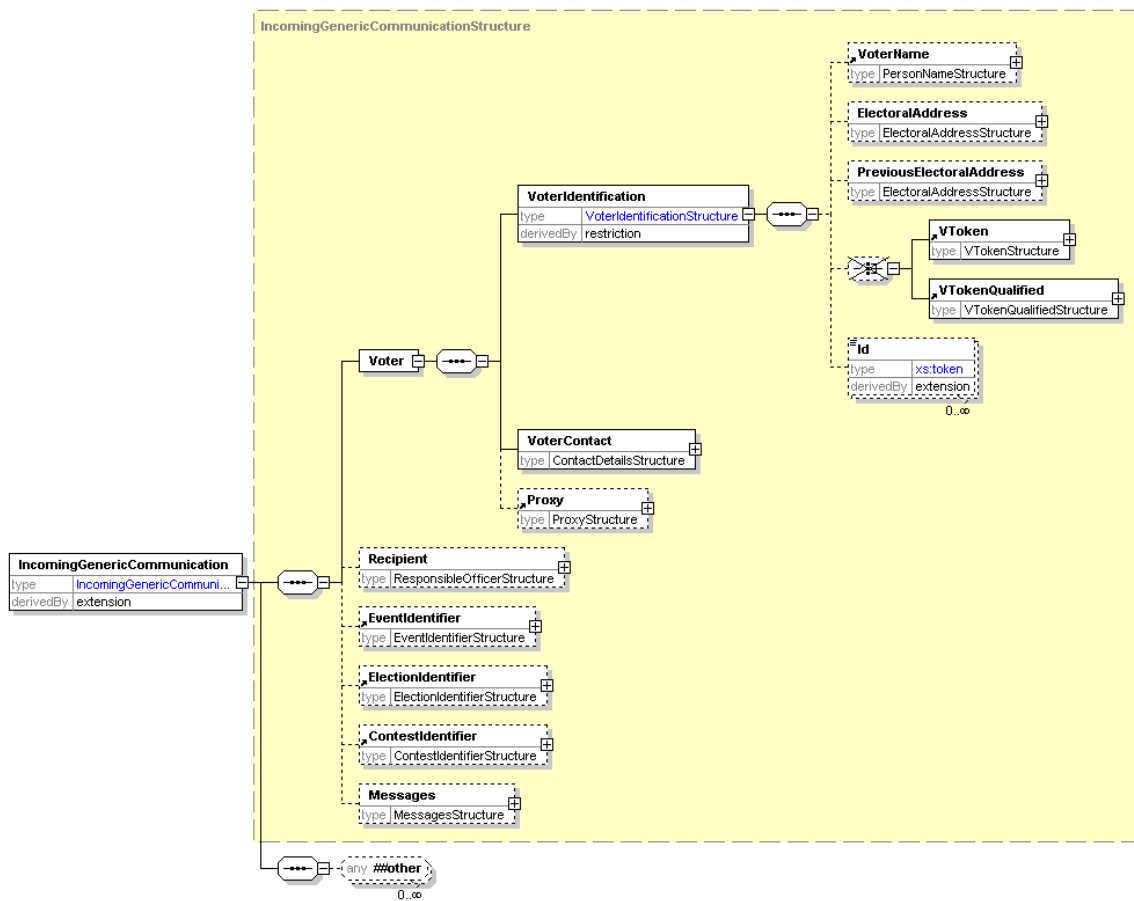 IncomingGenericCommunicationStructure
VoterName
type PersonNameStructure
ElectoralAddress
type ElectoralAddressStructure
PreviousElectoralAddress
type ElectoralAddressStructure
VoterIdentification
type VoterIdentificationStructure
derivedBy restriction
VToken
type VTokenStructure
VTokenQualified
type VTokenQualifiedStructure
Id
type xs:token
derivedBy extension
0..∞
Voter
VoterContact
type ContactDetailsStructure
Proxy
type ProxyStructure
IncomingGenericCommunication
type IncomingGenericCommuni...
derivedBy extension
Recipient
type ResponsibleOfficerStructure
EventIdentifier
type EventIdentifierStructure
ElectionIdentifier
type ElectionIdentifierStructure
ContestIdentifier
type ContestIdentifierStructure
Messages
type MessagesStructure
any ##other
0..∞